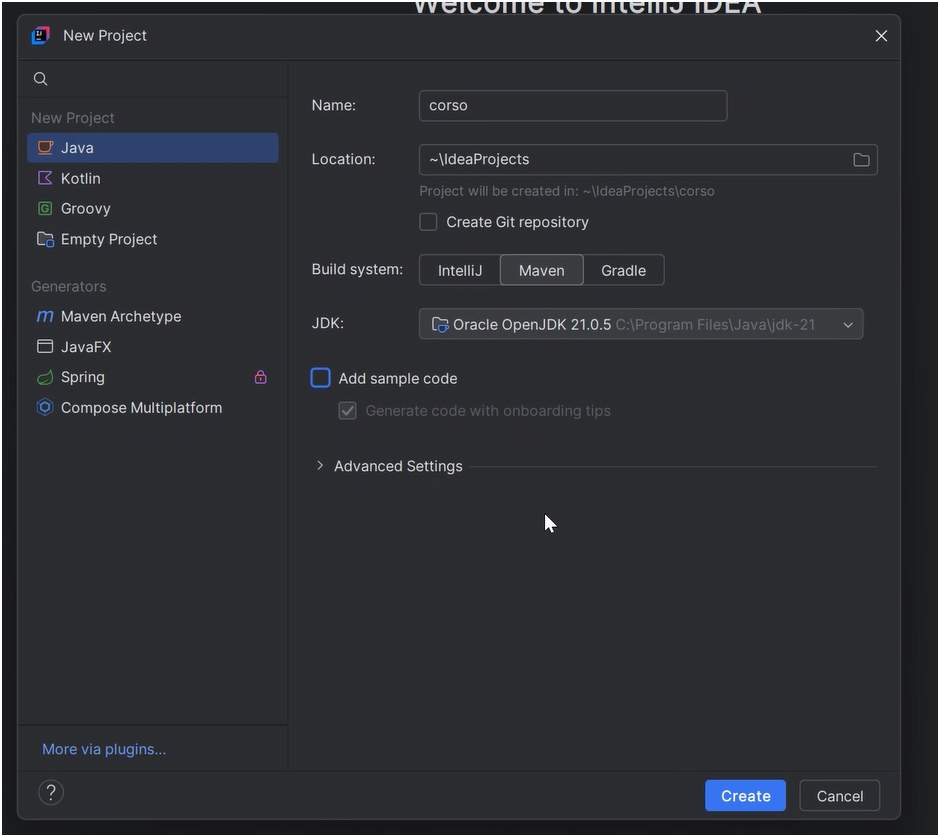 Welcome to IntelliJ IDEA
New Project
New Project
Java
Kotlin
Groovy
Empty Project
Generators
Maven Archetype
JavaFX
Spring
Compose Multiplatform
More via plugins...
Name: corso
Location: ~\IdeaProjects
Project will be created in: ~\IdeaProjects\corso
Create Git repository
Build system: IntelliJ Maven Gradle
JDK: Oracle OpenJDK 21.0.5 C:\Program Files\Java\jdk-21
Add sample code
Generate code with onboarding tips
Advanced Settings
? Create Cancel